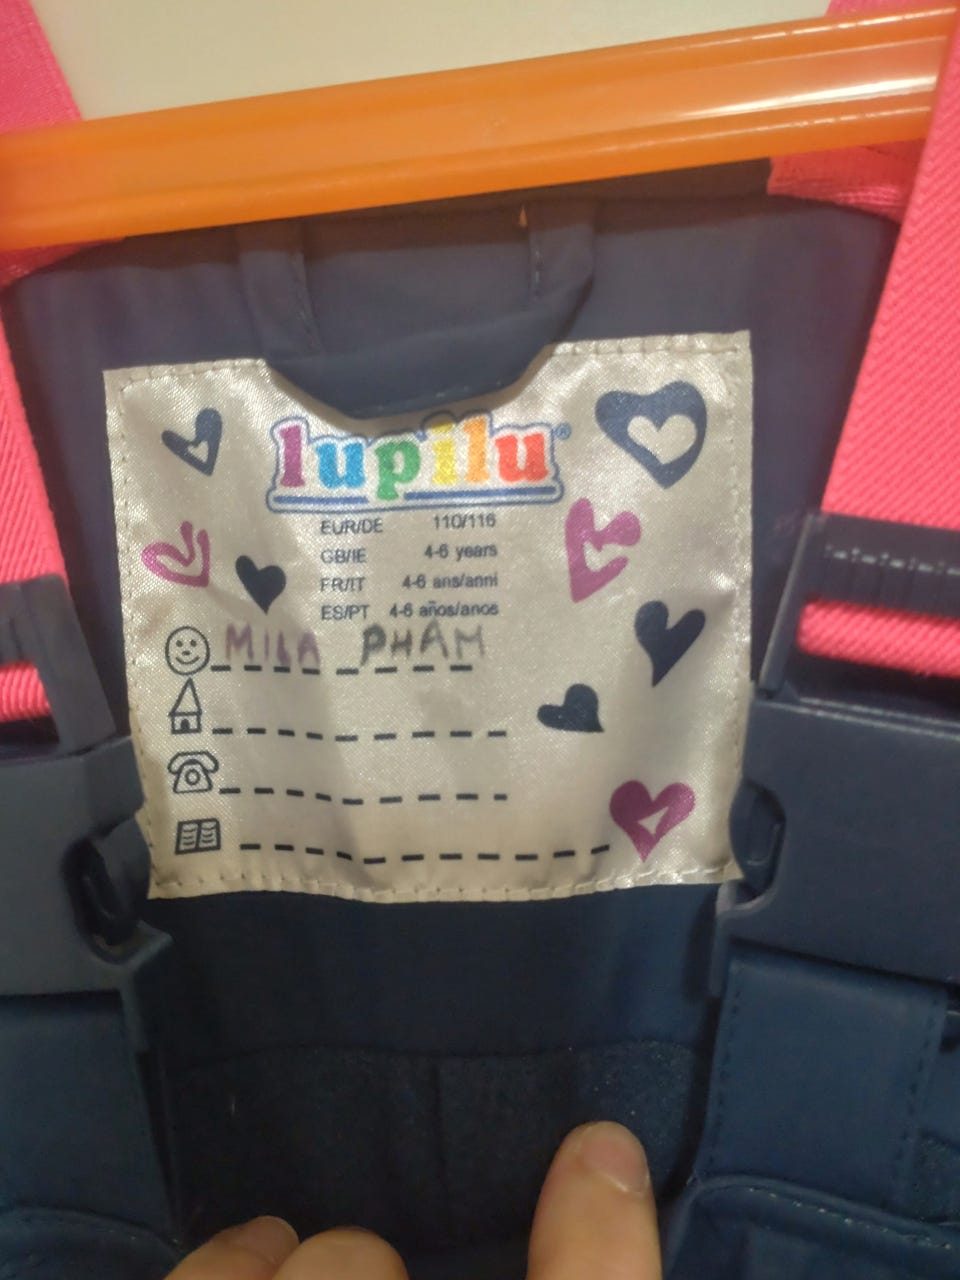 lupilu®
EUR/DE 110/116
GB/IE 4-6 years
FR/IT 4-6 ans/anni
ES/PT 4-6 años/anos
MILA PHAM